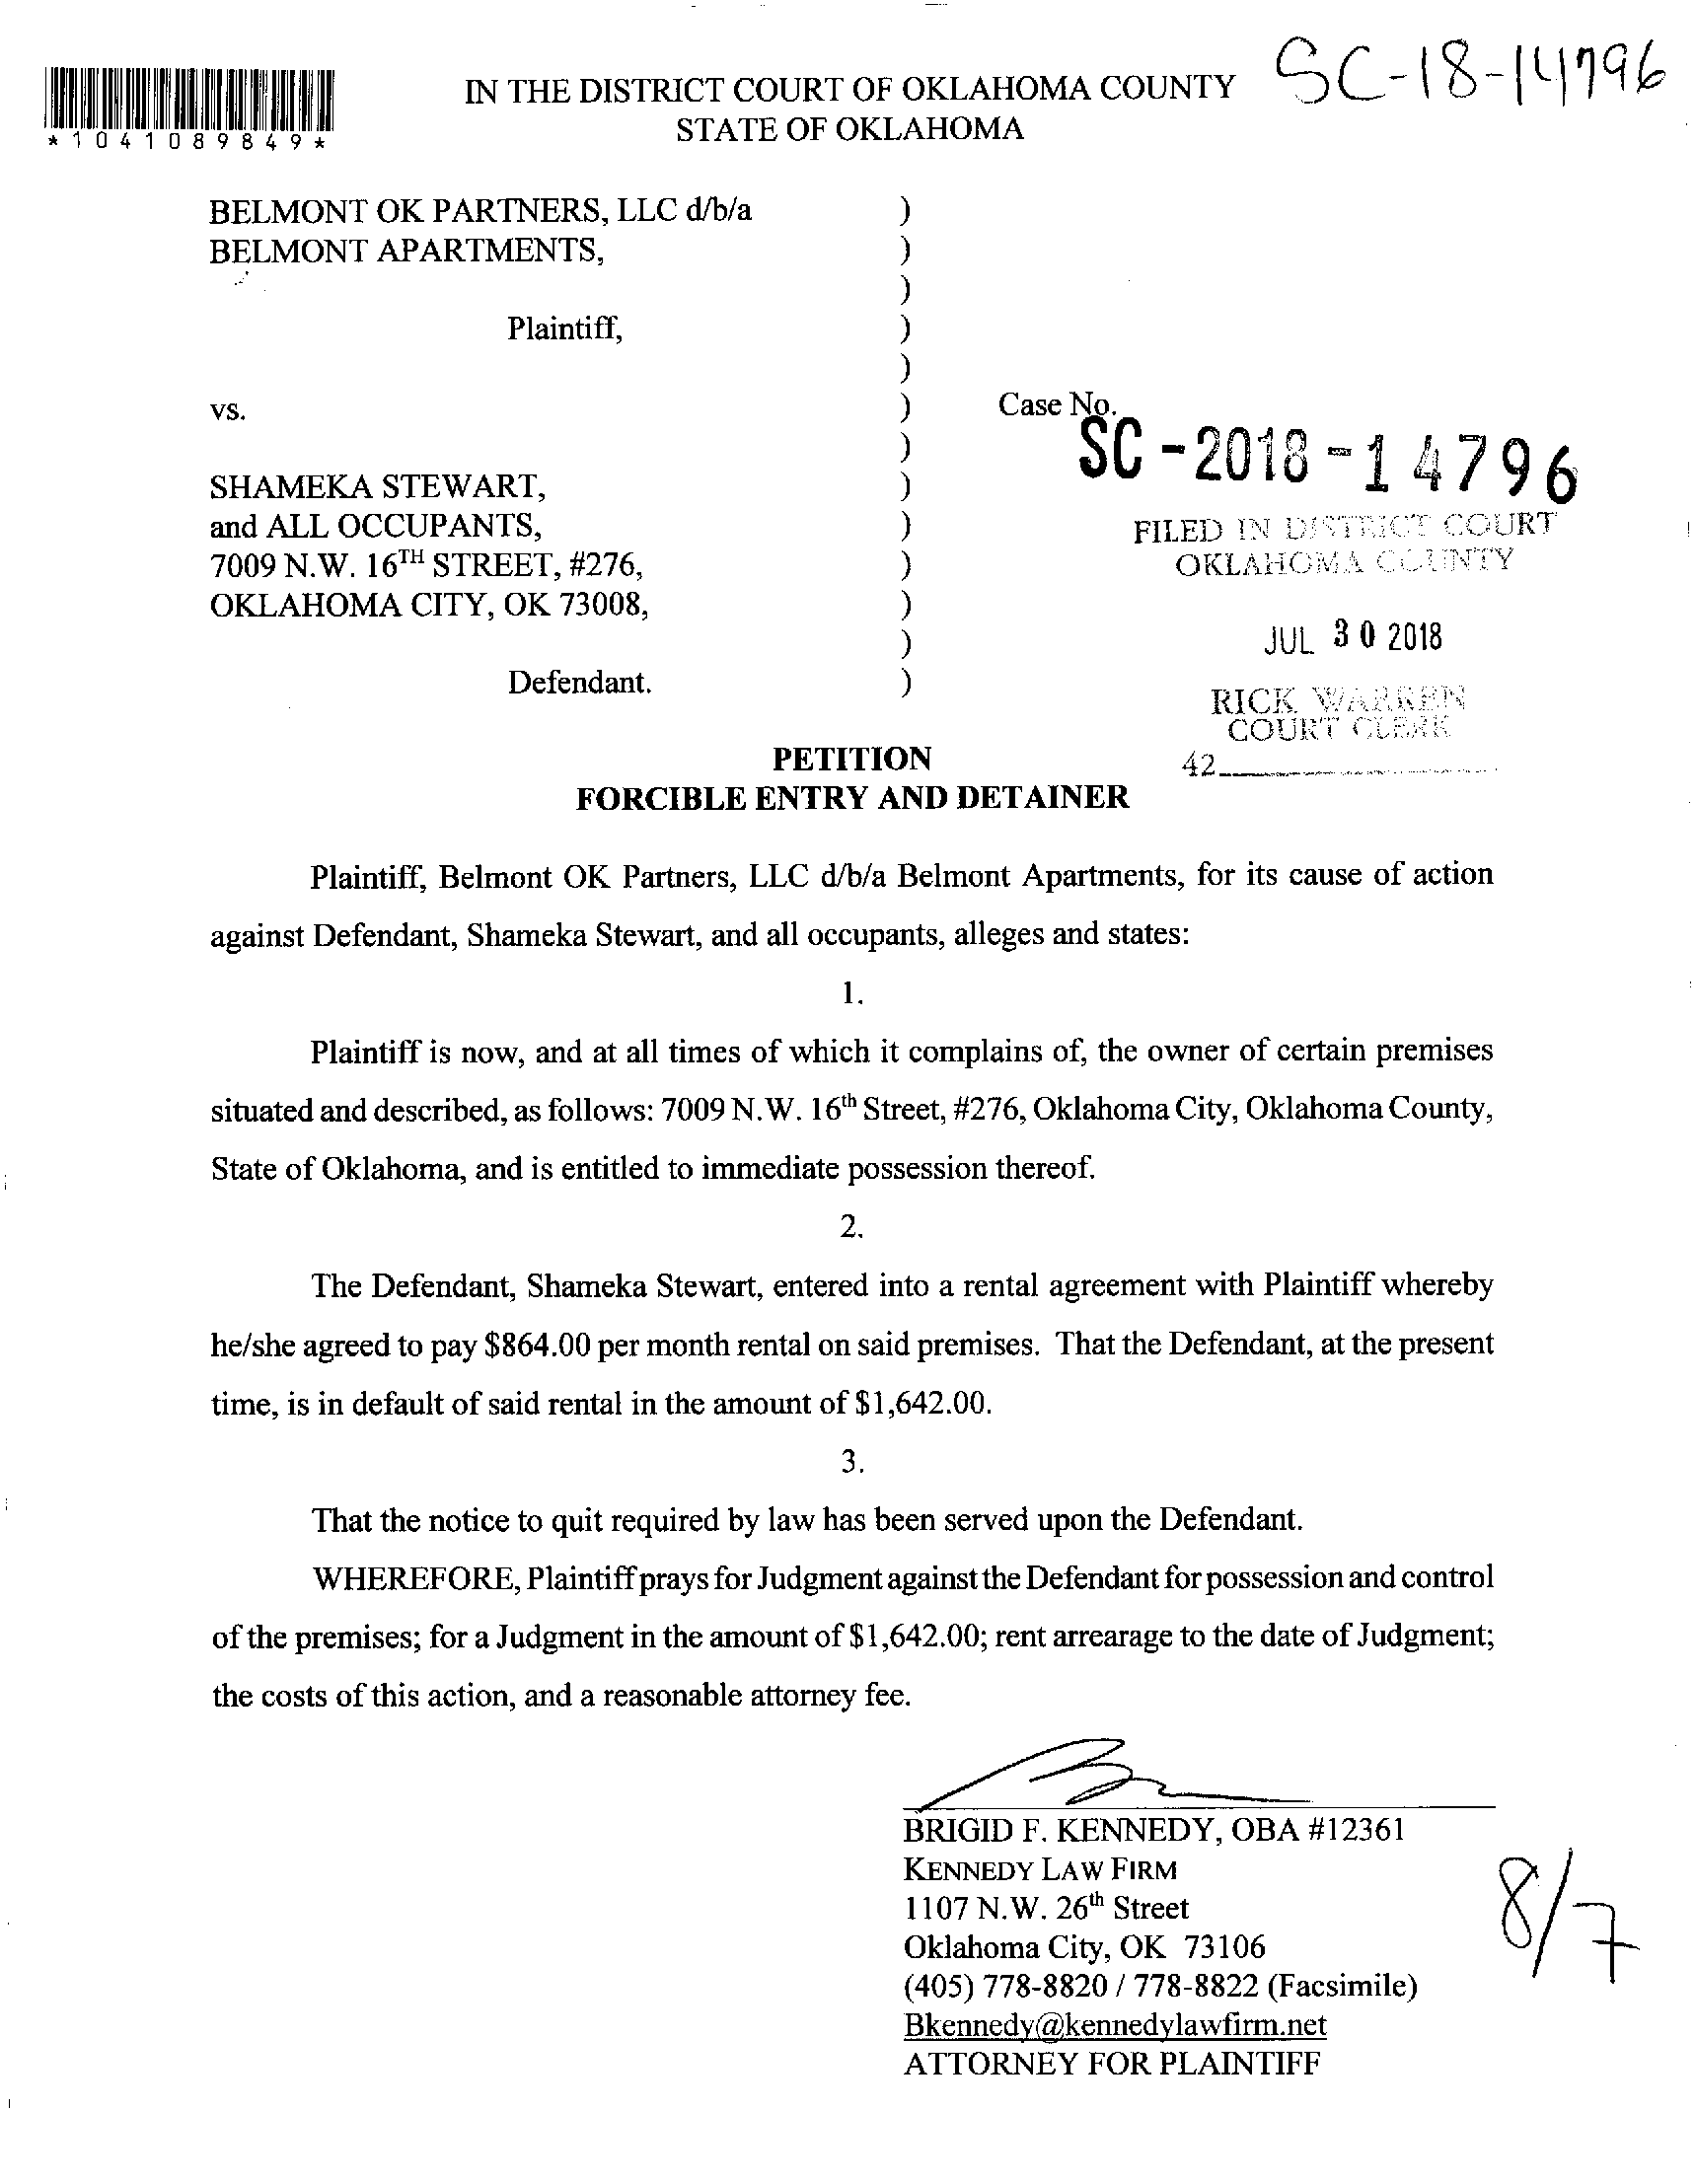 SC-18-14796
*1041089849*
IN THE DISTRICT COURT OF OKLAHOMA COUNTY
STATE OF OKLAHOMA
BELMONT OK PARTNERS, LLC d/b/a )
BELMONT APARTMENTS, )
)
Plaintiff, )
)
vs. )
Case No.
SC-2018-14796
)
SHAMEKA STEWART, )
and ALL OCCUPANTS, )
7009 N.W. 16TH STREET, #276, )
OKLAHOMA CITY, OK 73008, )
)
Defendant. )
FILED IN DISTRICT COURT
OKLAHOMA COUNTY
JUL 30 2018
RICK WARREN
COURT CLERK
42
PETITION
FORCIBLE ENTRY AND DETAINER
Plaintiff, Belmont OK Partners, LLC d/b/a Belmont Apartments, for its cause of action
against Defendant, Shameka Stewart, and all occupants, alleges and states:
1.
Plaintiff is now, and at all times of which it complains of, the owner of certain premises
situated and described, as follows: 7009 N.W. 16th Street, #276, Oklahoma City, Oklahoma County,
State of Oklahoma, and is entitled to immediate possession thereof.
2.
The Defendant, Shameka Stewart, entered into a rental agreement with Plaintiff whereby
he/she agreed to pay $864.00 per month rental on said premises. That the Defendant, at the present
time, is in default of said rental in the amount of $1,642.00.
3.
That the notice to quit required by law has been served upon the Defendant.
WHEREFORE, Plaintiff prays for Judgment against the Defendant for possession and control
of the premises; for a Judgment in the amount of $1,642.00; rent arrearage to the date of Judgment;
the costs of this action, and a reasonable attorney fee.
BRIGID F. KENNEDY, OBA #12361
KENNEDY LAW FIRM
1107 N.W. 26th Street
Oklahoma City, OK 73106
(405) 778-8820 / 778-8822 (Facsimile)
Bkennedy@kennedylawfirm.net
ATTORNEY FOR PLAINTIFF
8/7